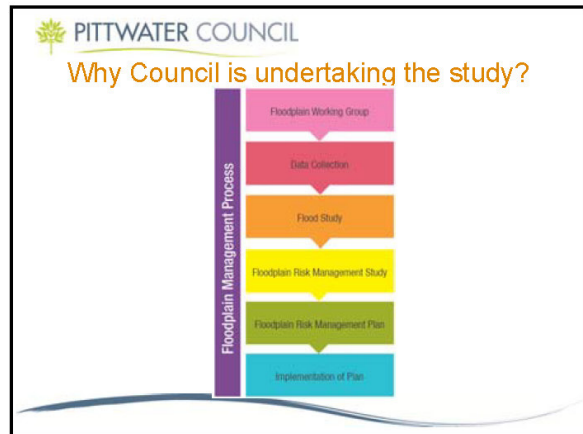 PITTWATER COUNCIL
Why Council is undertaking the study?
Floodplain Management Process
Floodplain Working Group
Data Collection
Flood Study
Floodplain Risk Management Study
Floodplain Risk Management Plan
Implementation of Plan